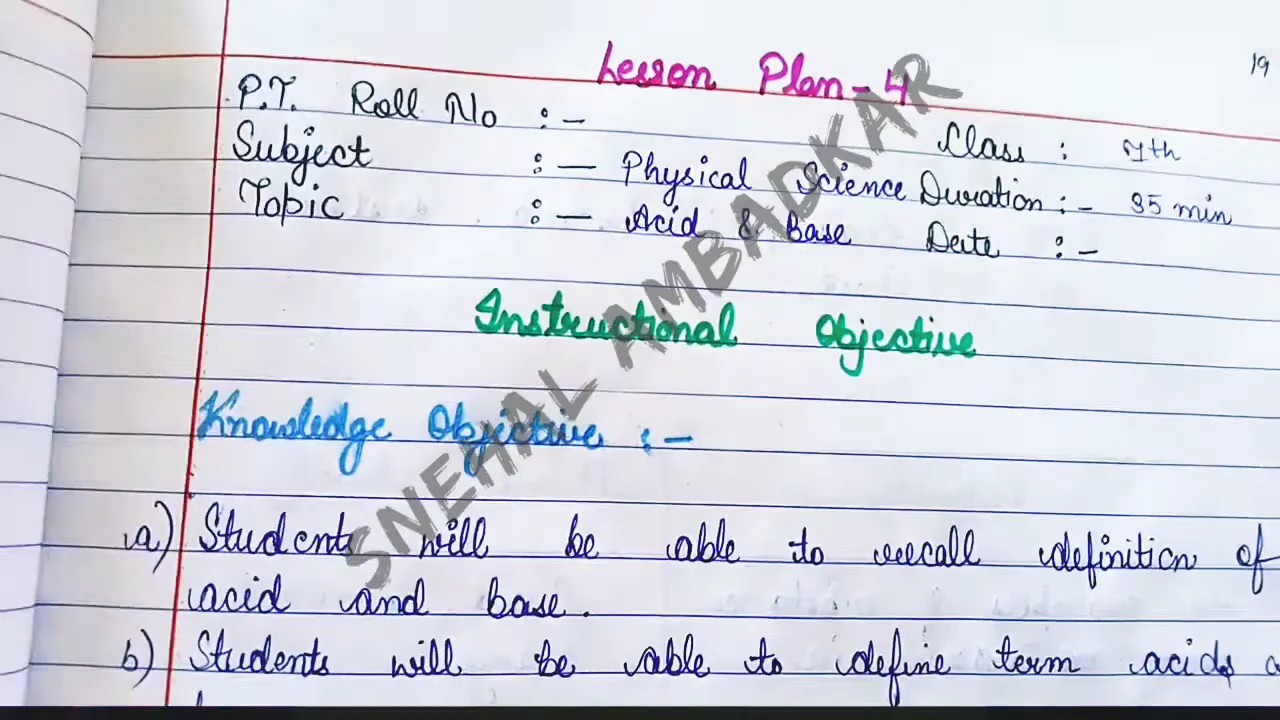 19
Lesson Plan - 4
P.T. Roll No :-
Class : 7th
Subject :- Physical Science Duration :- 35 min
Topic :- Acid & Base Date :-
Instructional Objective
Knowledge Objective :-
a) Students will be able to recall definition of
acid and base.
b) Students will be able to define term acids
SNEHAL AMBADKAR